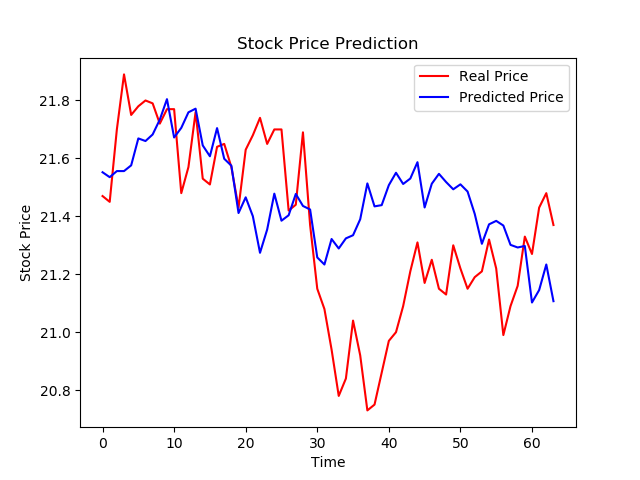 Stock Price Prediction
Real Price
Predicted Price
21.8
21.6
21.4
21.2
21.0
20.8
Stock Price
0 10 20 30 40 50 60
Time